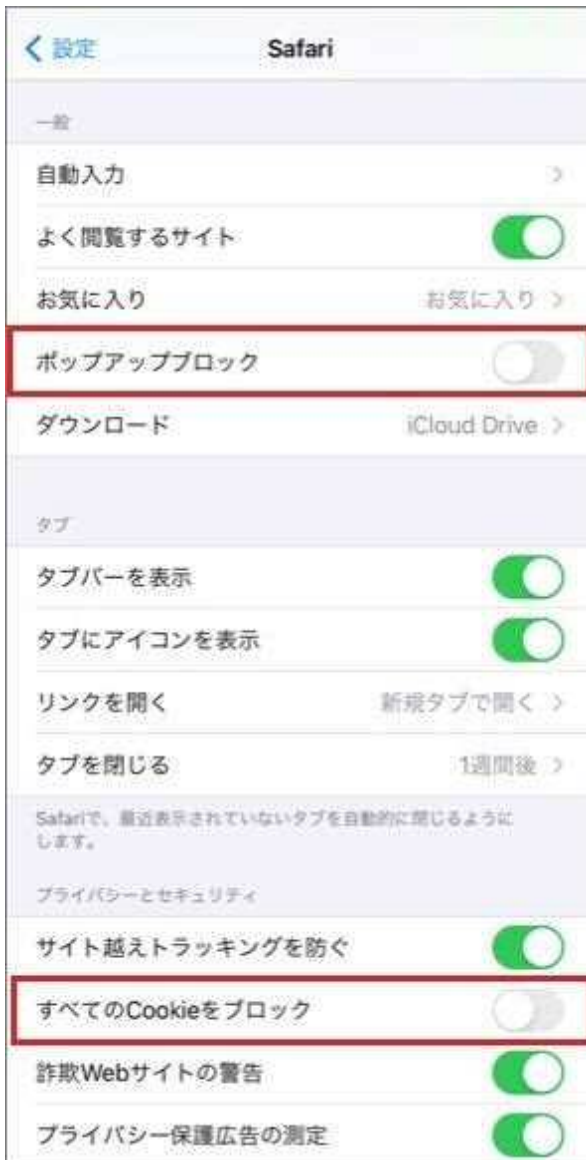 設定
Safari
一般
自動入力
よく閲覧するサイト
お気に入り お気に入り
ポップアップブロック
ダウンロード iCloud Drive
タブ
タブバーを表示
タブにアイコンを表示
リンクを開く 新規タブで開く
タブを閉じる 1週間後
Safariで、最近表示されていないタブを自動的に閉じるように
します。
プライバシーとセキュリティ
サイト越えトラッキングを防ぐ
すべてのCookieをブロック
詐欺Webサイトの警告
プライバシー保護広告の測定